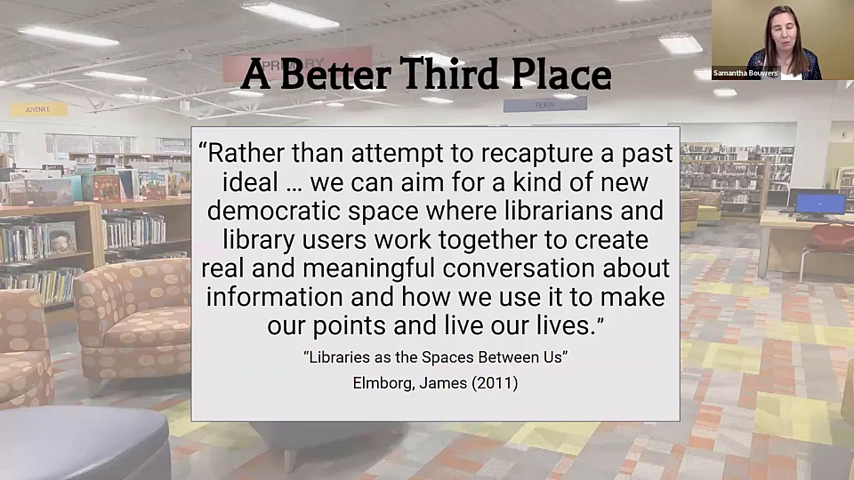 A Better Third Place
Samantha Bouwers
JUVENILE
TEEN
“Rather than attempt to recapture a past
ideal ... we can aim for a kind of new
democratic space where librarians and
library users work together to create
real and meaningful conversation about
information and how we use it to make
our points and live our lives.”
“Libraries as the Spaces Between Us”
Elmborg, James (2011)